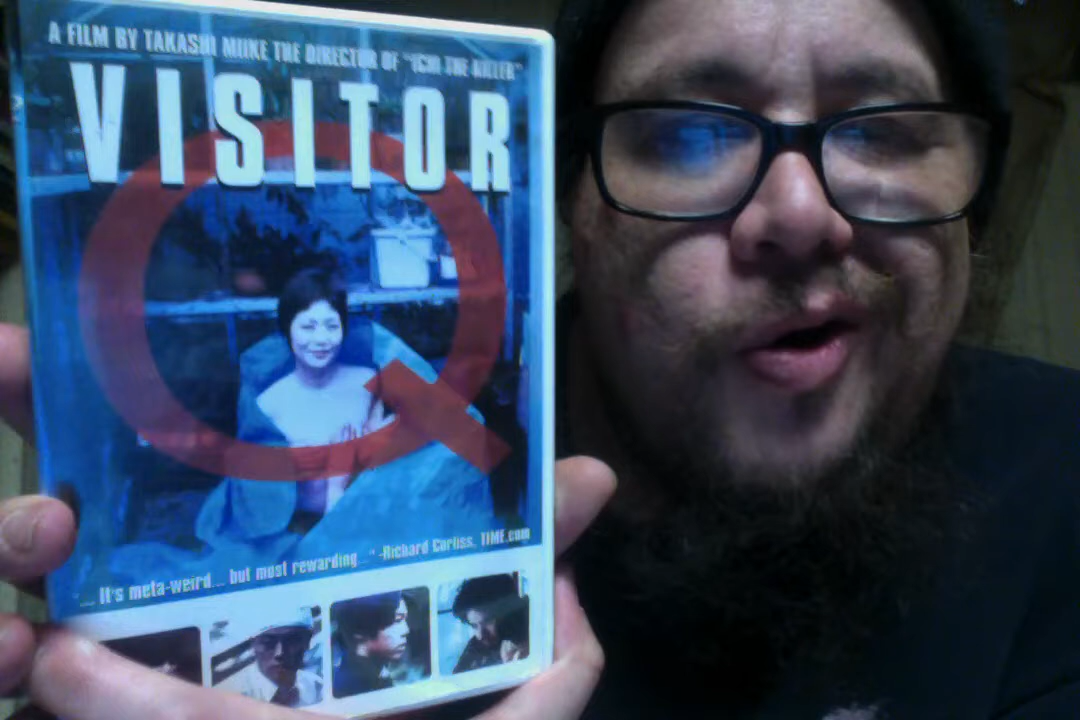 A FILM BY TAKASHI MIIKE THE DIRECTOR OF "ICHI THE KILLER"
VISITOR
Q
... It's meta-weird... but most rewarding..." -Richard Corliss, TIME.com